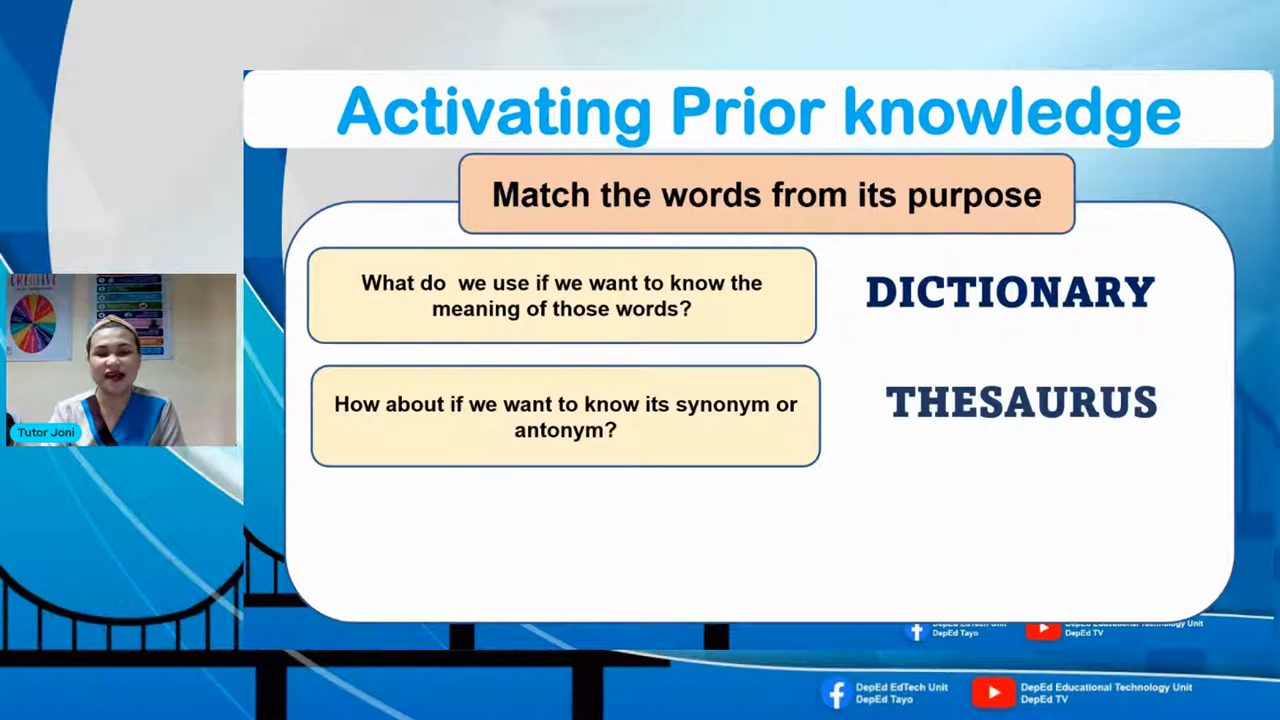 Activating Prior knowledge
Match the words from its purpose
What do we use if we want to know the
meaning of those words?
DICTIONARY
How about if we want to know its synonym or
antonym?
THESAURUS
CREATIVE
Tutor Joni
DepEd EdTech Unit
DepEd Tayo
DepEd Educational Technology Unit
DepEd TV
DepEd EdTech Unit
DepEd Tayo
DepEd Educational Technology Unit
DepEd TV